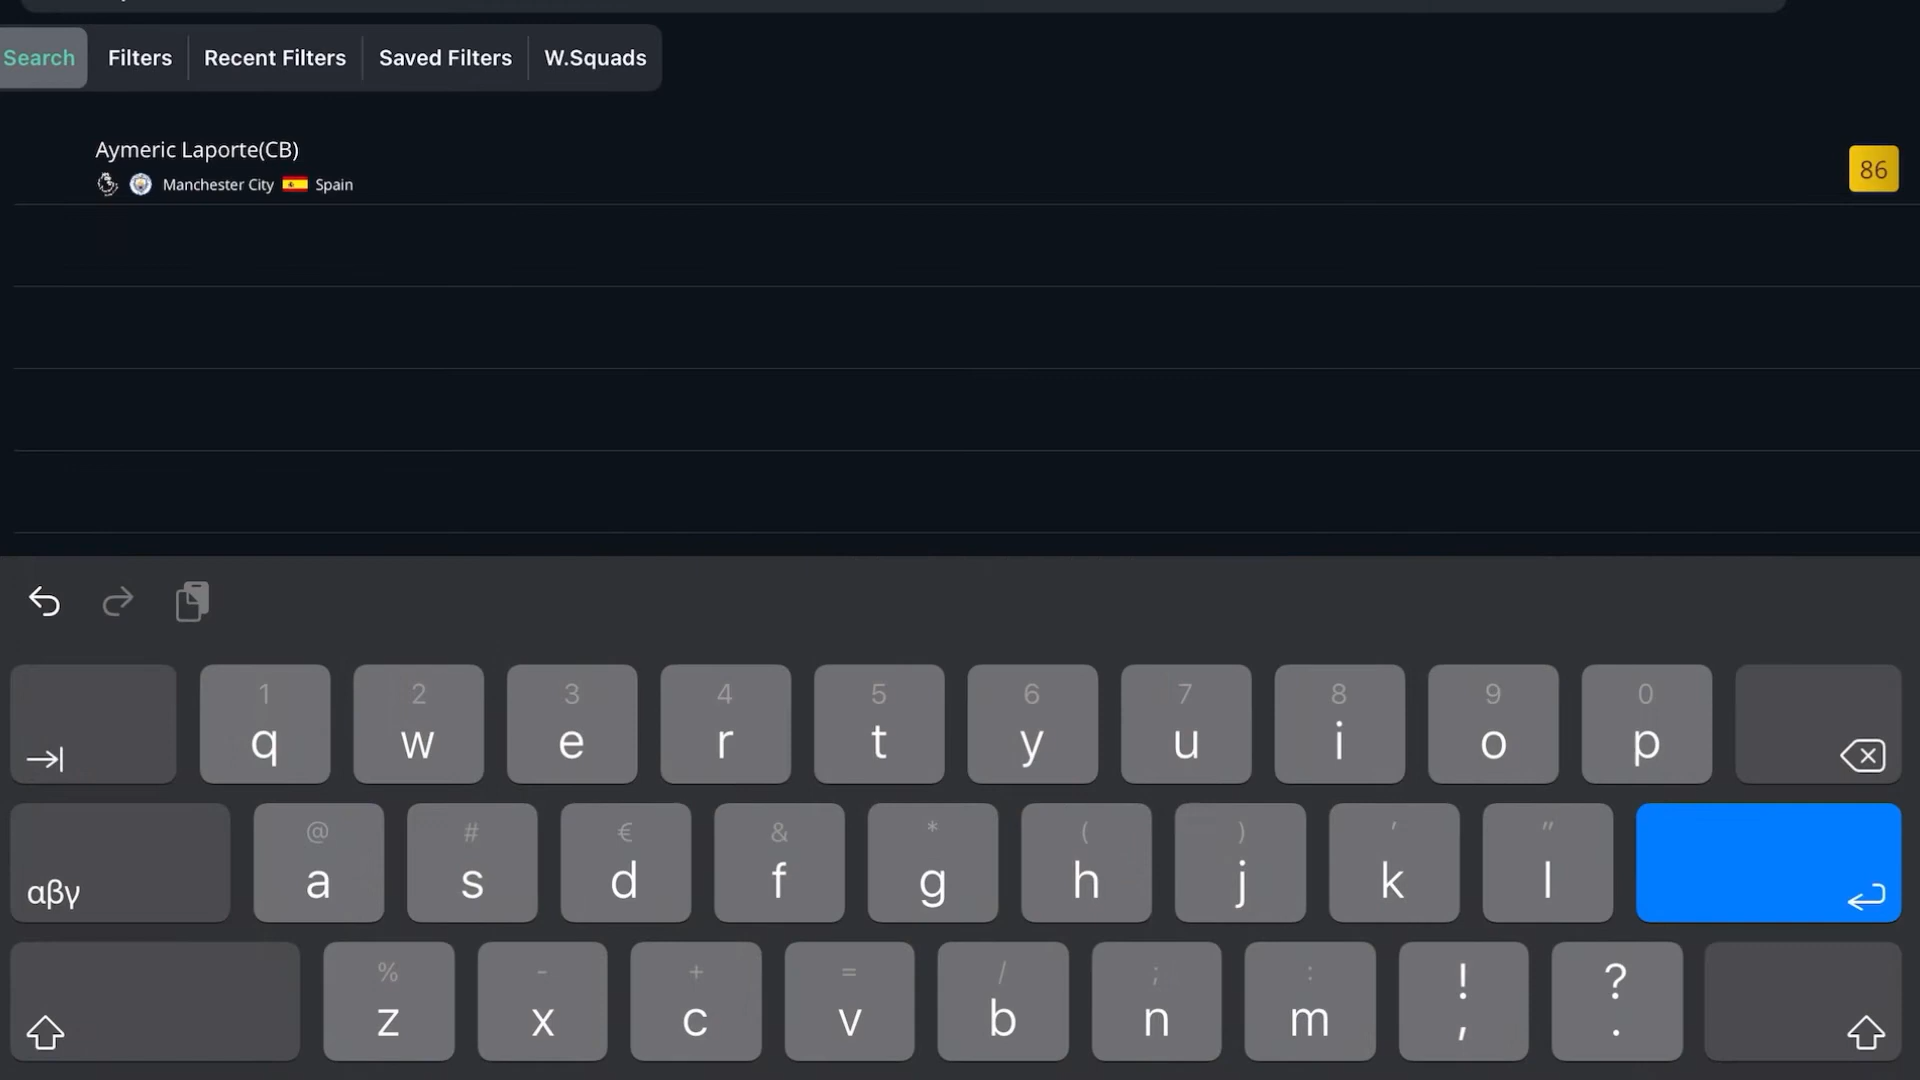 Search Filters Recent Filters Saved Filters W.Squads
Aymeric Laporte(CB)
Manchester City Spain
86
1 2 3 4 5 6 7 8 9 0
q w e r t y u i o p
@ # € & * ( ) ' "
αβγ a s d f g h j k l
% - + = / ; : ! ?
z x c v b n m , .